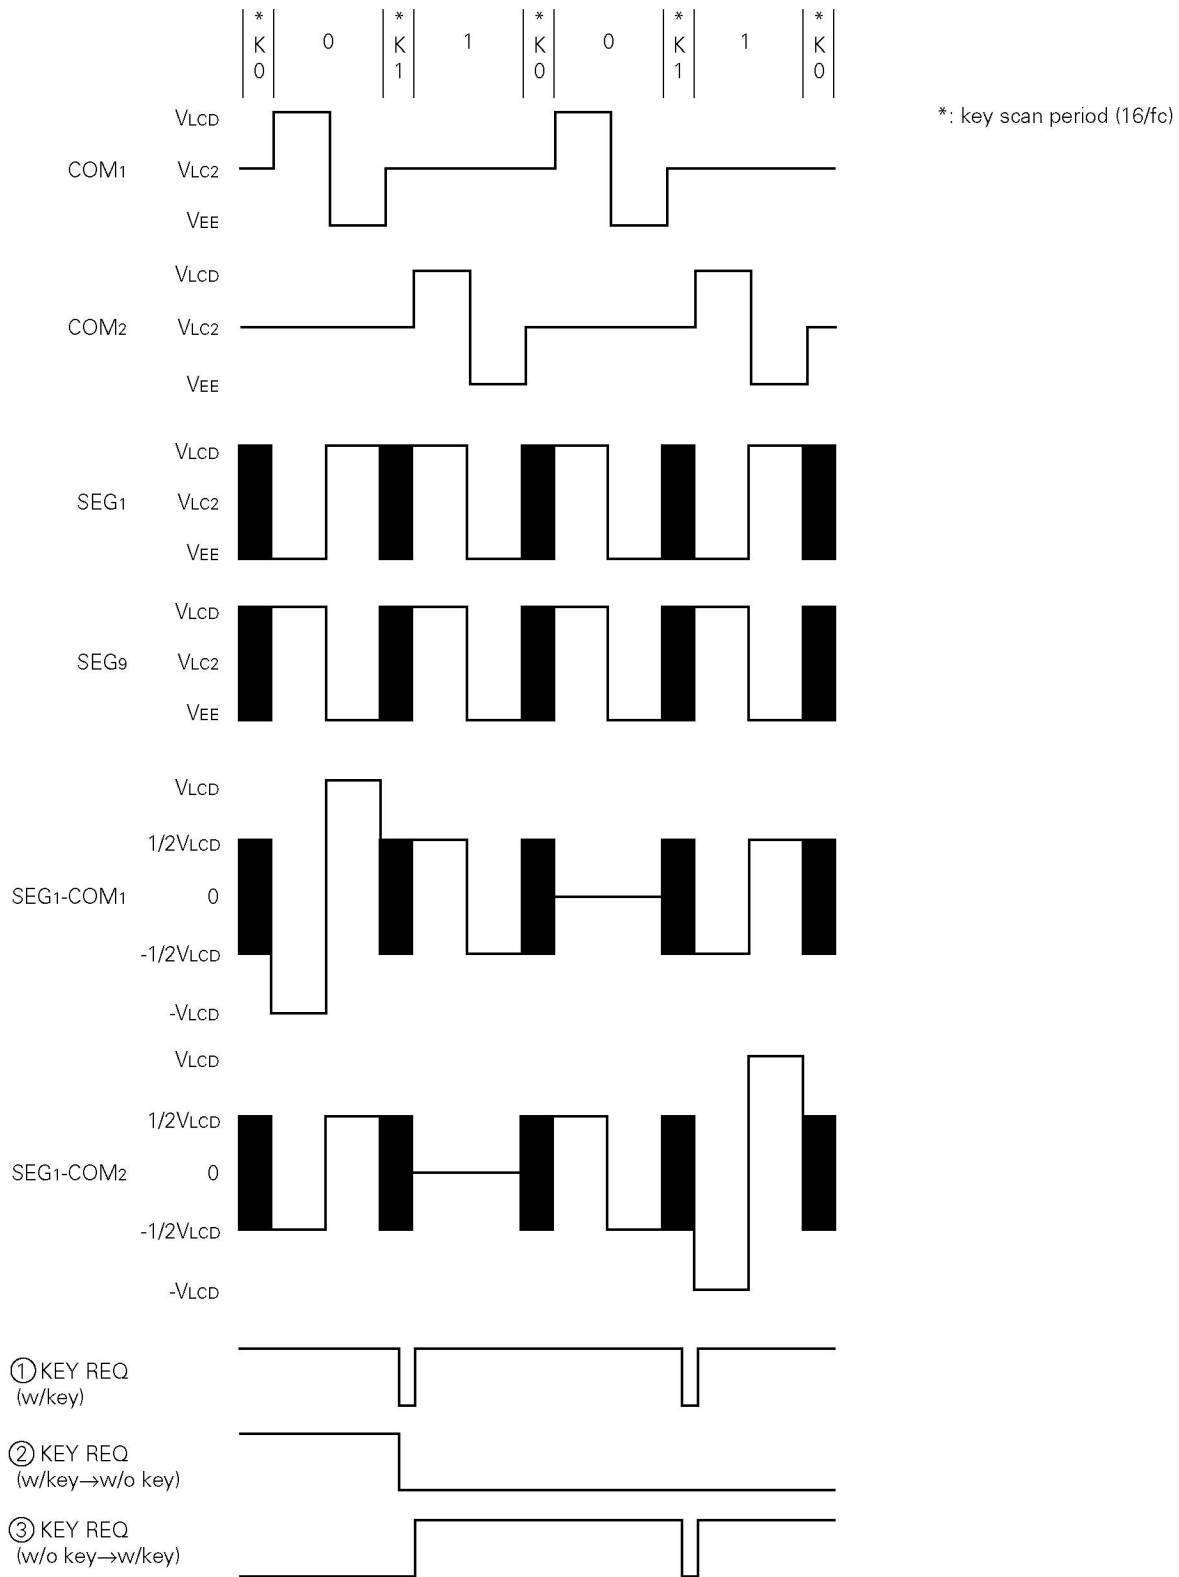 * K 0
0
* K 1
1
* K 0
0
* K 1
1
* K 0
*: key scan period (16/fc)
VLCD
COM1 VLC2
VEE
VLCD
COM2 VLC2
VEE
VLCD
SEG1 VLC2
VEE
VLCD
SEG9 VLC2
VEE
VLCD
1/2VLCD
SEG1-COM1 0
-1/2VLCD
-VLCD
VLCD
1/2VLCD
SEG1-COM2 0
-1/2VLCD
-VLCD
① KEY REQ
(w/key)
② KEY REQ
(w/key→w/o key)
③ KEY REQ
(w/o key→w/key)